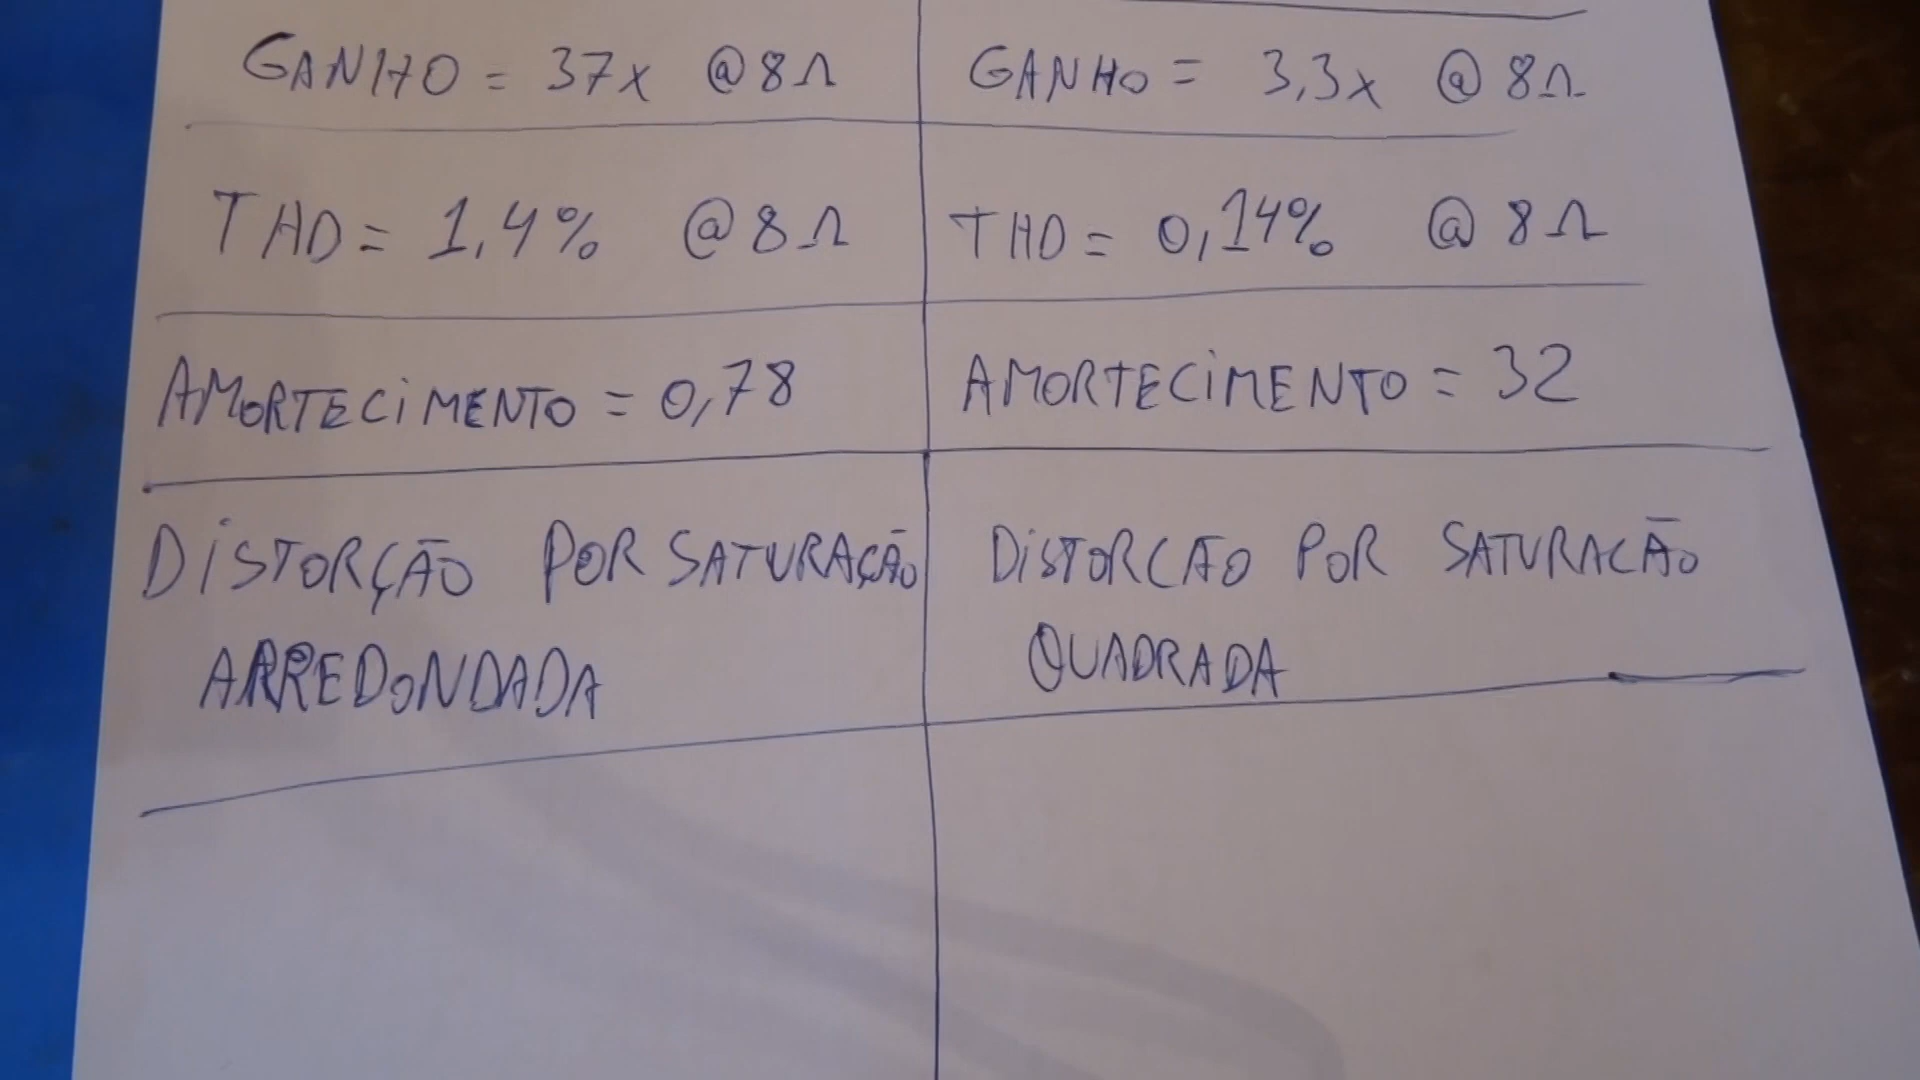 GANHO = 37x @8Ω
GANHO = 3,3x @8Ω
THD = 1,4% @8Ω
THD = 0,14% @8Ω
AMORTECIMENTO = 0,78
AMORTECIMENTO = 32
DISTORÇÃO POR SATURAÇÃO
ARREDONDADA
DISTORCAO POR SATURACÃO
QUADRADA